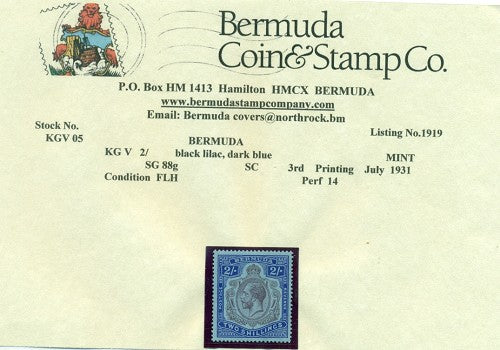 Bermuda
Coin & Stamp Co.
P.O. Box HM 1413 Hamilton HMCX BERMUDA
www.bermudastampcompany.com
Email: Bermuda covers@northrock.bm
Stock No. Listing No.1919
KGV 05
BERMUDA MINT
KG V 2/ black lilac, dark blue
SG 88g SC 3rd Printing July 1931
Condition FLH Perf 14
BERMUDA
2/- 2/-
POSTAGE REVENUE
TWO SHILLINGS